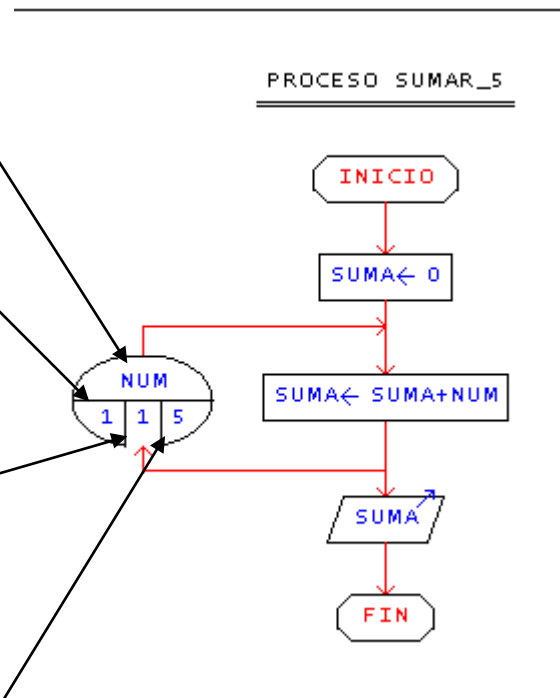 PROCESO SUMAR_5
INICIO
SUMA← 0
NUM
1 1 5
SUMA← SUMA+NUM
SUMA
FIN